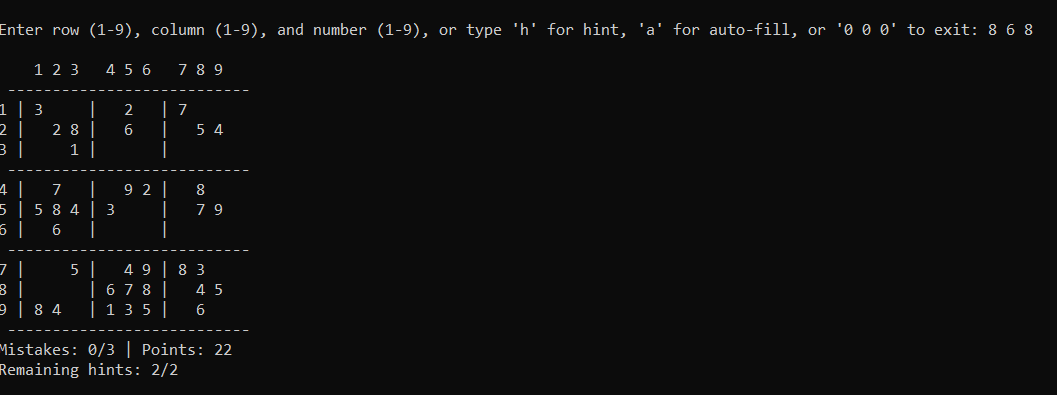 Enter row (1-9), column (1-9), and number (1-9), or type 'h' for hint, 'a' for auto-fill, or '0 0 0' to exit: 8 6 8
    1 2 3   4 5 6   7 8 9
 ---------------------------
1 | 3     |   2   | 7
2 |   2 8 |   6   |   5 4
3 |     1 |       |
 ---------------------------
4 |   7   |   9 2 |   8
5 | 5 8 4 | 3     |   7 9
6 |   6   |       |
 ---------------------------
7 |     5 |   4 9 | 8 3
8 |       | 6 7 8 |   4 5
9 | 8 4   | 1 3 5 |   6
 ---------------------------
Mistakes: 0/3 | Points: 22
Remaining hints: 2/2